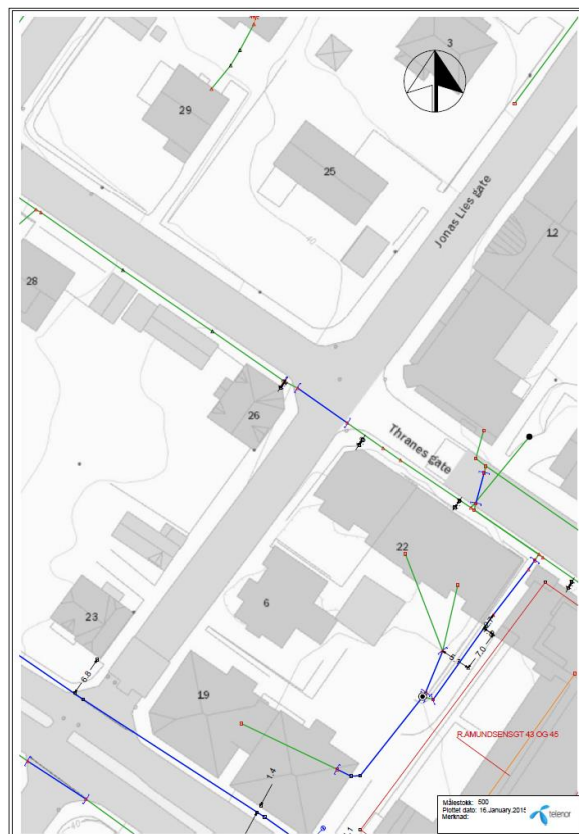 3
29
25
Jonas Lies gate
12
28
26
Thranes gate
22
6
23
6.8
7.0
19
R.AMUNDSENSGT 43 OG 45
1.4
Målestokk: 500
Plottet dato: 16.January.2015
Merknad:
telenor